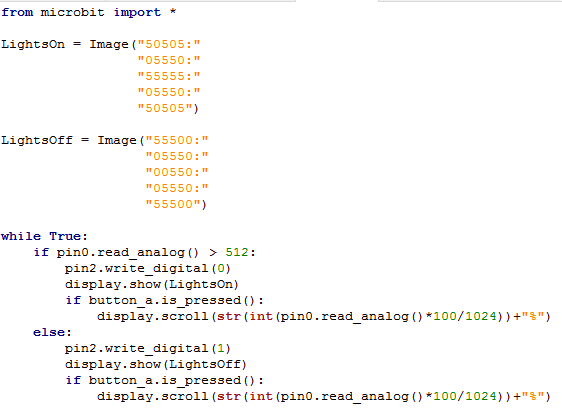 from microbit import *
LightsOn = Image("50505:"
"05550:"
"55555:"
"05550:"
"50505")
LightsOff = Image("55500:"
"05550:"
"00550:"
"05550:"
"55500")
while True:
if pin0.read_analog() > 512:
pin2.write_digital(0)
display.show(LightsOn)
if button_a.is_pressed():
display.scroll(str(int(pin0.read_analog()*100/1024))+"%")
else:
pin2.write_digital(1)
display.show(LightsOff)
if button_a.is_pressed():
display.scroll(str(int(pin0.read_analog()*100/1024))+"%")